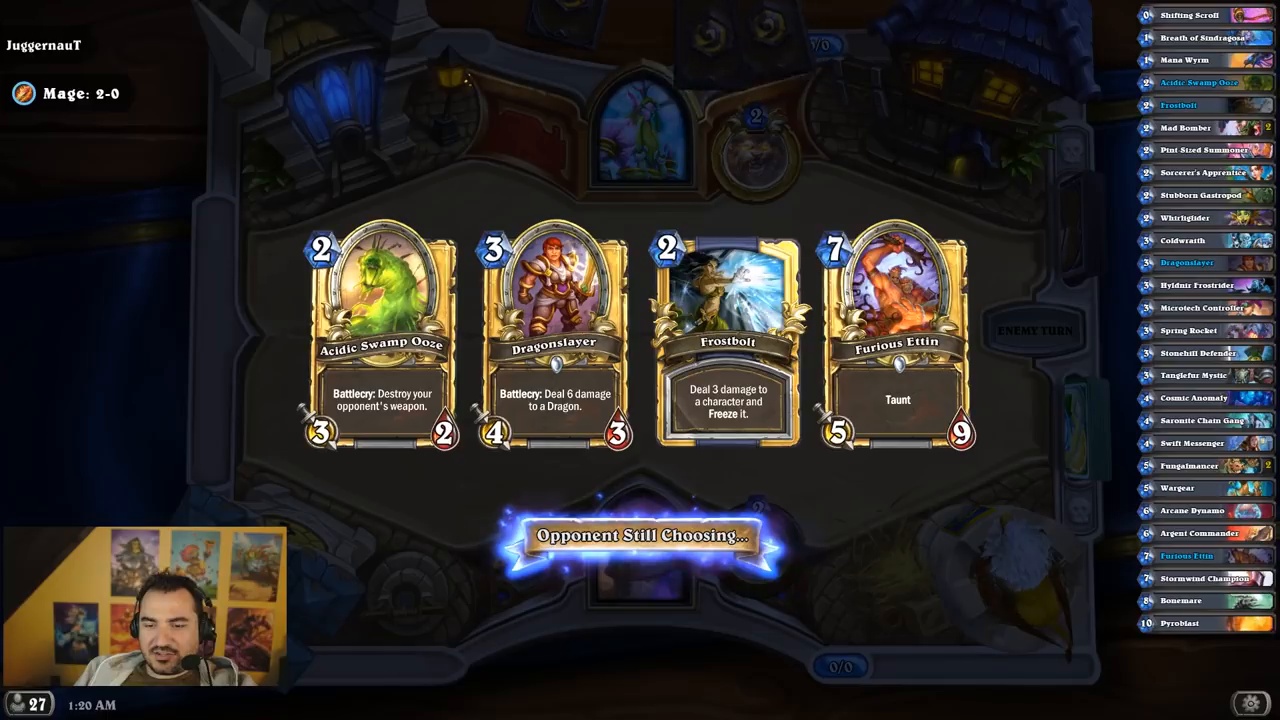 JuggernauT
Mage: 2-0
2
0/0
2
Acidic Swamp Ooze
Battlecry: Destroy your
opponent's weapon.
3
2
3
Dragonslayer
Battlecry: Deal 6 damage
to a Dragon.
4
3
2
Frostbolt
Deal 3 damage to
a character and
Freeze it.
7
Furious Ettin
Taunt
5
9
ENEMY TURN
Opponent Still Choosing...
2
0/0
27
1:20 AM
0 Shifting Scroll
1 Breath of Sindragosa
1 Mana Wyrm
2 Acidic Swamp Ooze
2 Frostbolt
2 Mad Bomber 2
2 Pint-Sized Summoner
2 Sorcerer's Apprentice
2 Stubborn Gastropod
2 Whirliglider
3 Coldwraith
3 Dragonslayer
3 Hyldnir Frostrider
3 Microtech Controller
3 Spring Rocket
3 Stonehill Defender
3 Tanglefur Mystic
4 Cosmic Anomaly
4 Saronite Chain Gang
4 Swift Messenger
5 Fungalmancer 2
5 Wargear
6 Arcane Dynamo
6 Argent Commander
7 Furious Ettin
7 Stormwind Champion
8 Bonemare
10 Pyroblast